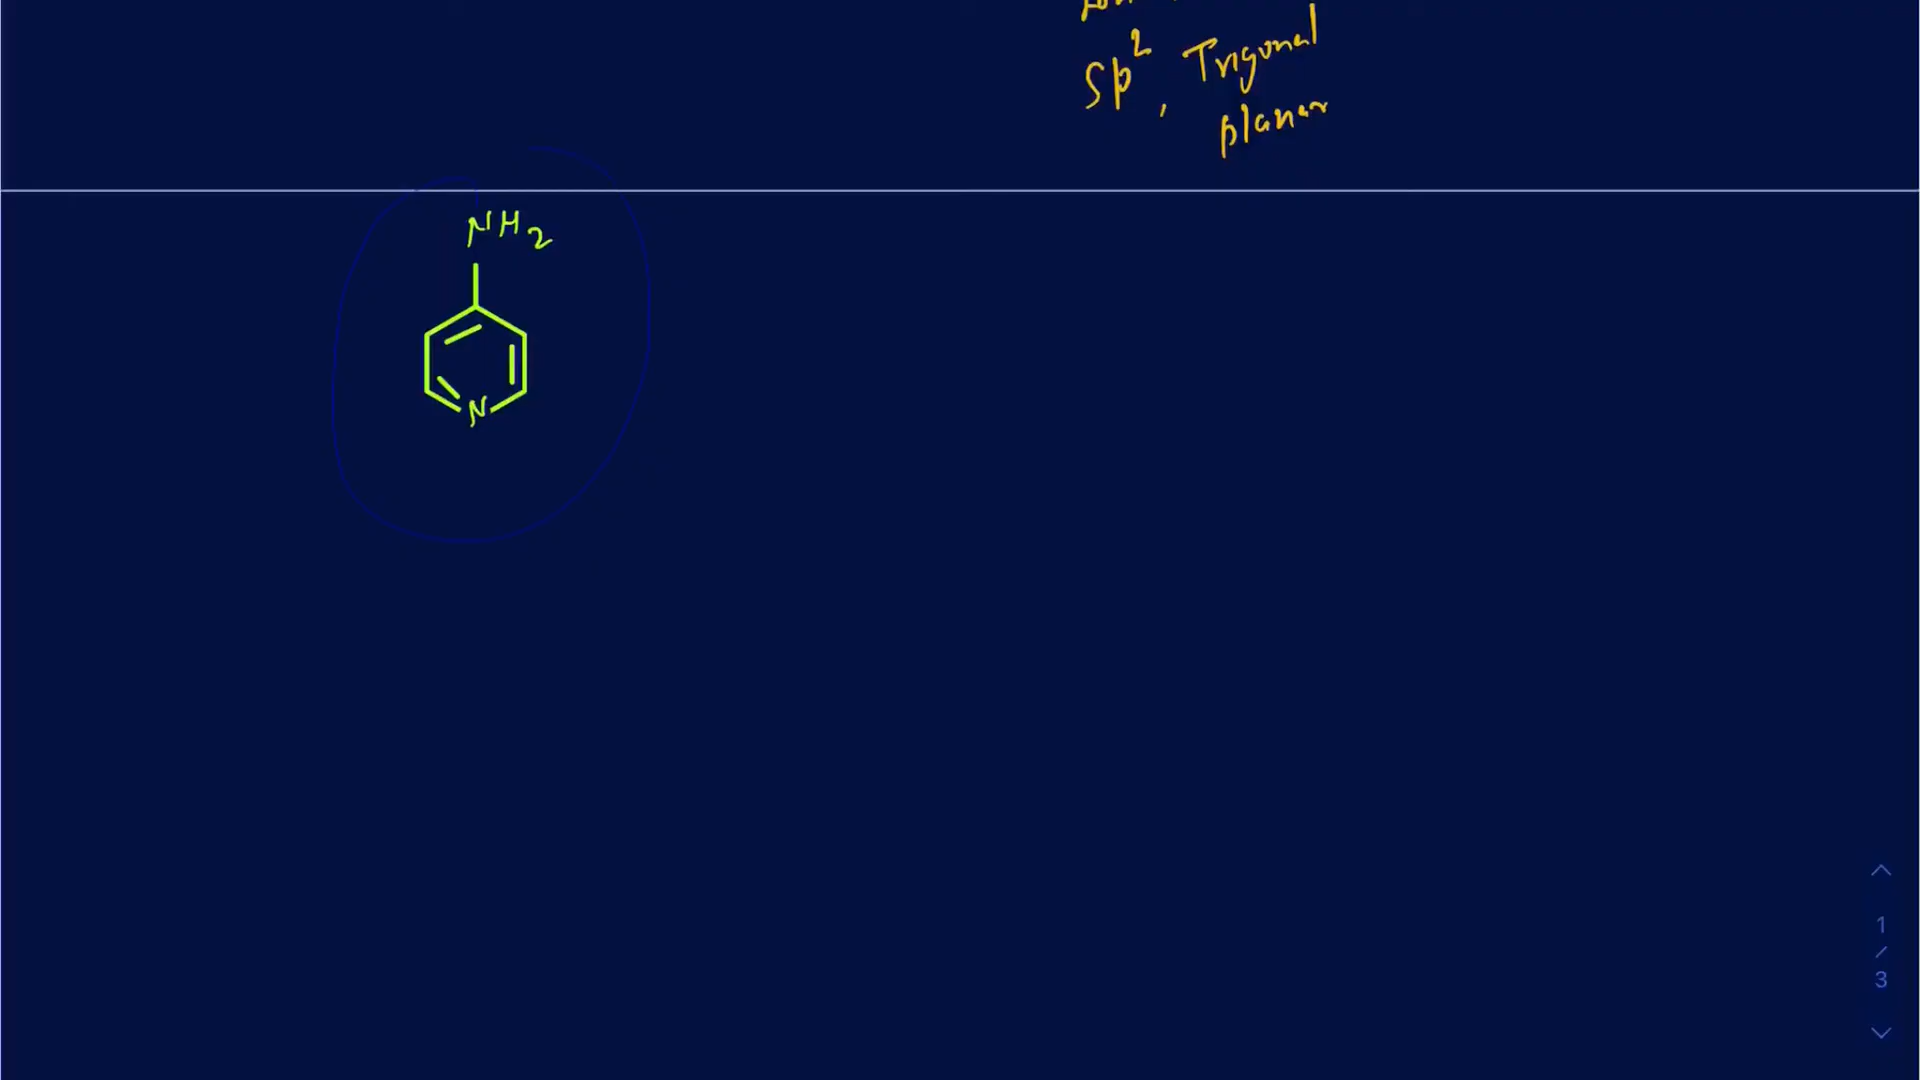 Sp², Trigonal
planar
NH₂
N
1
/
3